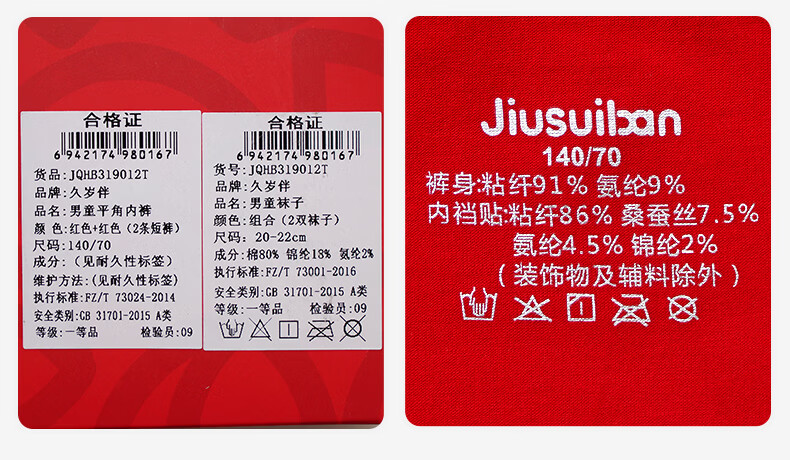 合格证
6 942174 980167
货品:JQHB319012T
品牌:久岁伴
品名:男童平角内裤
颜 色:红色+红色（2条短裤）
尺码:140/70
成分:（见耐久性标签）
维护方法:(见耐久性标签)
执行标准:FZ/T 73024-2014
安全类别:GB 31701-2015 A类
等级:一等品 检验员:09
合格证
6 942174 980167
货号:JQHB319012T
品牌:久岁伴
品名:男童袜子
颜色:组合（2双袜子）
尺码: 20-22cm
成分:棉80% 锦纶18% 氨纶2%
执行标准:FZ/T 73001-2016
安全类别:GB 31701-2015 A类
等级:一等品 检验员:09
Jiusuiban
140/70
裤身:粘纤91% 氨纶9%
内裆贴:粘纤86% 桑蚕丝7.5%
氨纶4.5% 锦纶2%
（装饰物及辅料除外）